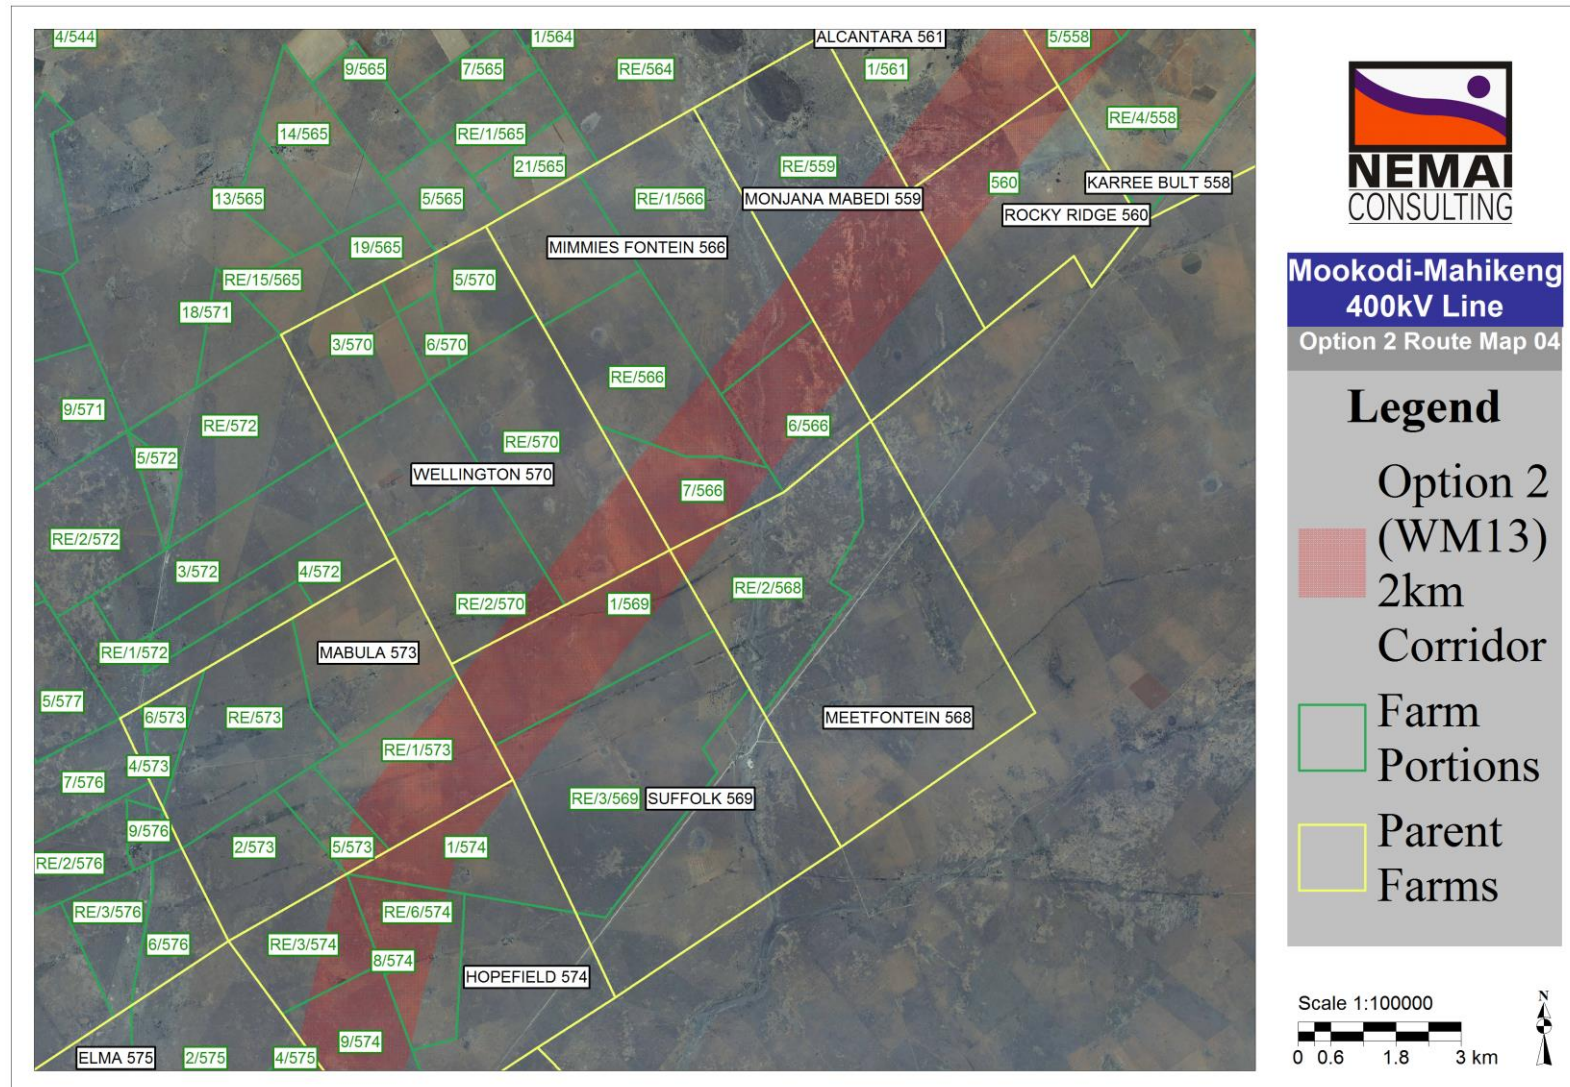 4/544
1/564
ALCANTARA 561
5/558
9/565
7/565
RE/564
1/561
RE/4/558
14/565
RE/1/565
21/565
RE/559
560
KARREE BULT 558
13/565
5/565
RE/1/566
MONJANA MABEDI 559
ROCKY RIDGE 560
19/565
MIMMIES FONTEIN 566
RE/15/565
5/570
18/571
3/570
6/570
RE/566
9/571
RE/572
6/566
5/572
RE/570
WELLINGTON 570
7/566
RE/2/572
3/572
4/572
RE/2/570
1/569
RE/2/568
RE/1/572
MABULA 573
5/577
6/573
RE/573
MEETFONTEIN 568
RE/1/573
4/573
7/576
RE/3/569
SUFFOLK 569
9/576
2/573
5/573
1/574
RE/2/576
RE/3/576
RE/6/574
6/576
RE/3/574
8/574
HOPEFIELD 574
9/574
ELMA 575
2/575
4/575
NEMAI
CONSULTING
Mookodi-Mahikeng
400kV Line
Option 2 Route Map 04
Legend
Option 2
(WM13)
2km
Corridor
Farm
Portions
Parent
Farms
Scale 1:100000
N
0 0.6 1.8 3 km